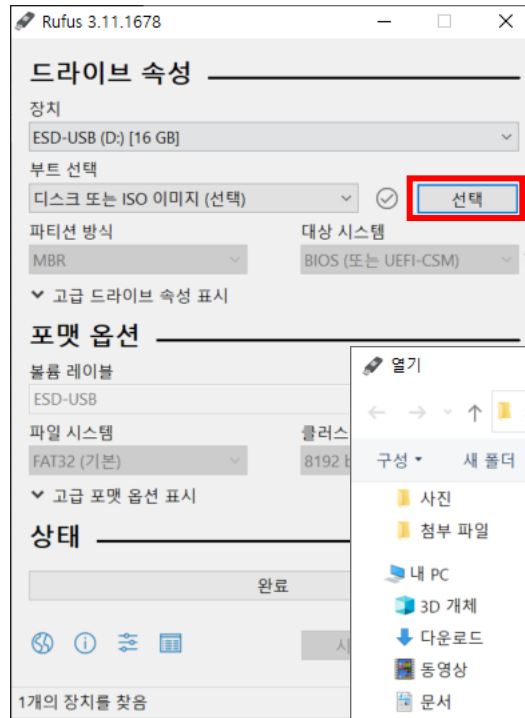 Rufus 3.11.1678
드라이브 속성
장치
ESD-USB (D:) [16 GB]
부트 선택
디스크 또는 ISO 이미지 (선택)
선택
파티션 방식
대상 시스템
MBR
BIOS (또는 UEFI-CSM)
고급 드라이브 속성 표시
포맷 옵션
볼륨 레이블
ESD-USB
파일 시스템
클러스
FAT32 (기본)
8192 b
고급 포맷 옵션 표시
상태
완료
시
1개의 장치를 찾음
열기
구성
새 폴더
사진
첨부 파일
내 PC
3D 개체
다운로드
동영상
문서